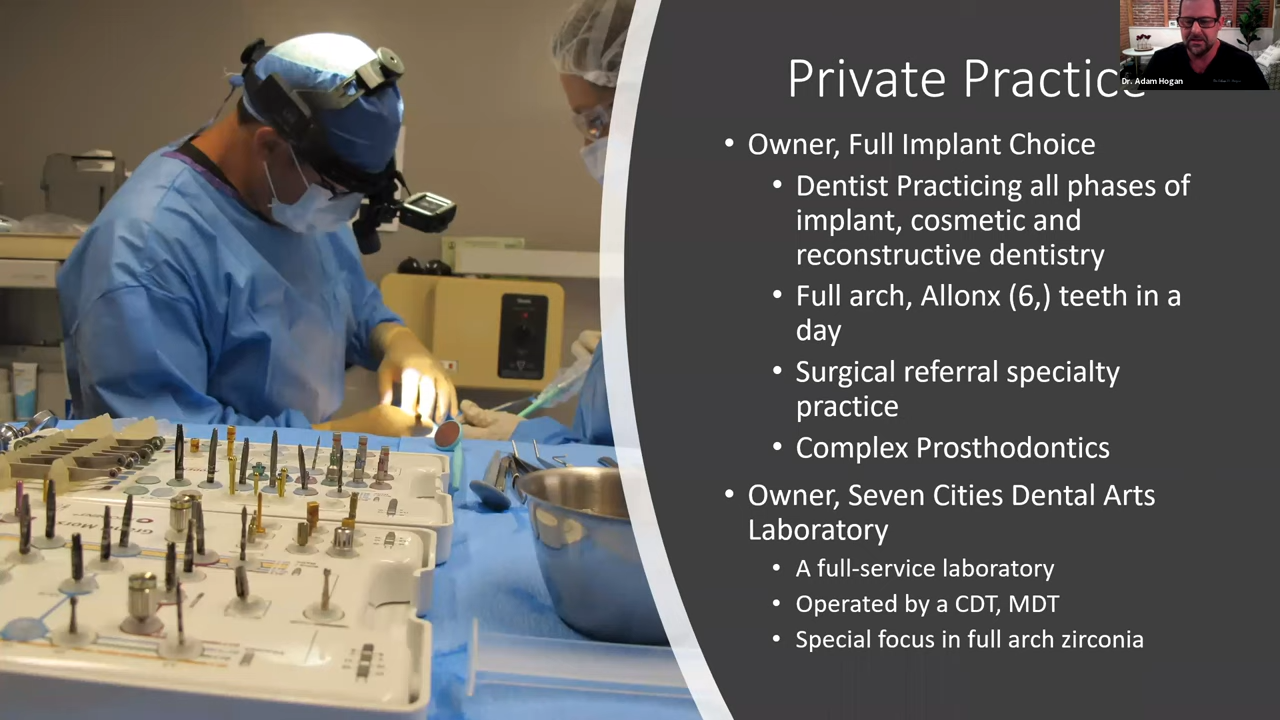 Private Practice
Dr. Adam Hogan
• Owner, Full Implant Choice
• Dentist Practicing all phases of
implant, cosmetic and
reconstructive dentistry
• Full arch, Allonx (6,) teeth in a
day
• Surgical referral specialty
practice
• Complex Prosthodontics
• Owner, Seven Cities Dental Arts
Laboratory
• A full-service laboratory
• Operated by a CDT, MDT
• Special focus in full arch zirconia